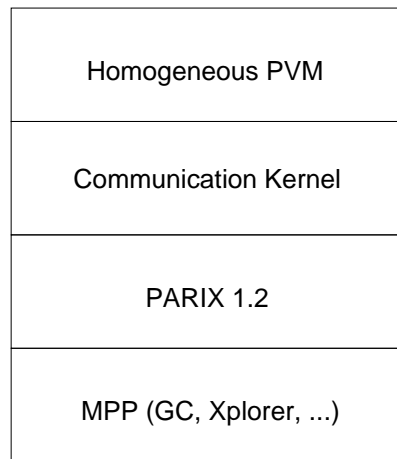 Homogeneous PVM
Communication Kernel
PARIX 1.2
MPP (GC, Xplorer, ...)